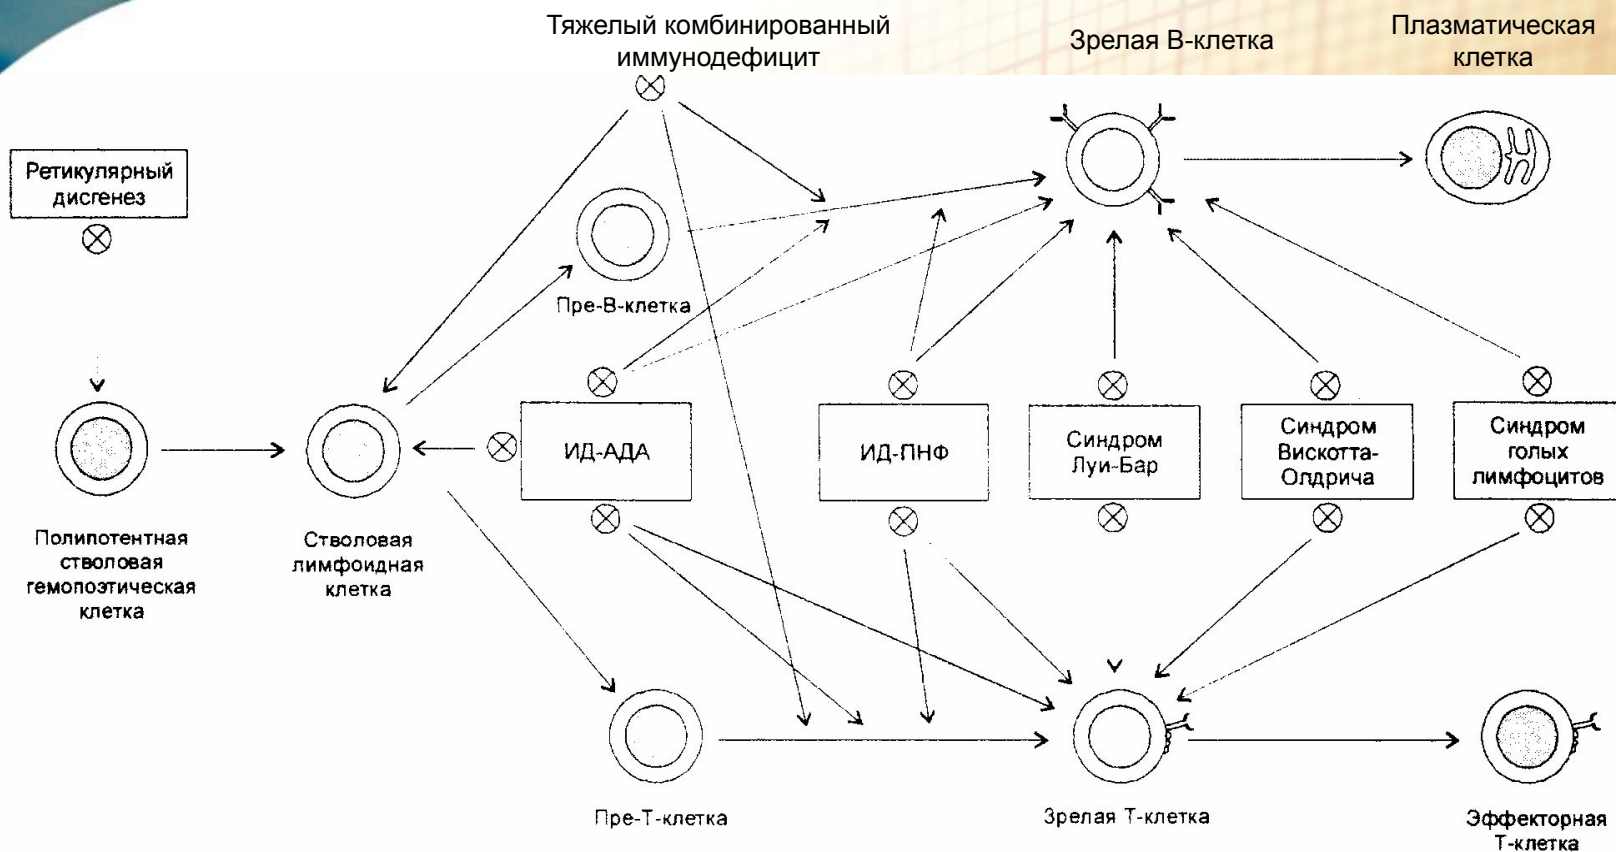 Тяжелый комбинированный
иммунодефицит
Зрелая В-клетка
Плазматическая
клетка
Ретикулярный
дисгенез
Пре-В-клетка
ИД-АДА
ИД-ПНФ
Синдром
Луи-Бар
Синдром
Вискотта-
Олдрича
Синдром
голых
лимфоцитов
Полипотентная
стволовая
гемопоэтическая
клетка
Стволовая
лимфоидная
клетка
Пре-Т-клетка
Зрелая Т-клетка
Эффекторная
Т-клетка